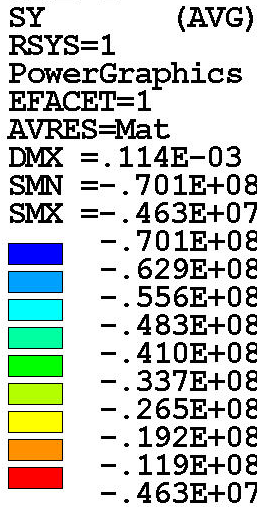 SY (AVG)
RSYS=1
PowerGraphics
EFACET=1
AVRES=Mat
DMX =.114E-03
SMN =-.701E+08
SMX =-.463E+07
-.701E+08
-.629E+08
-.556E+08
-.483E+08
-.410E+08
-.337E+08
-.265E+08
-.192E+08
-.119E+08
-.463E+07